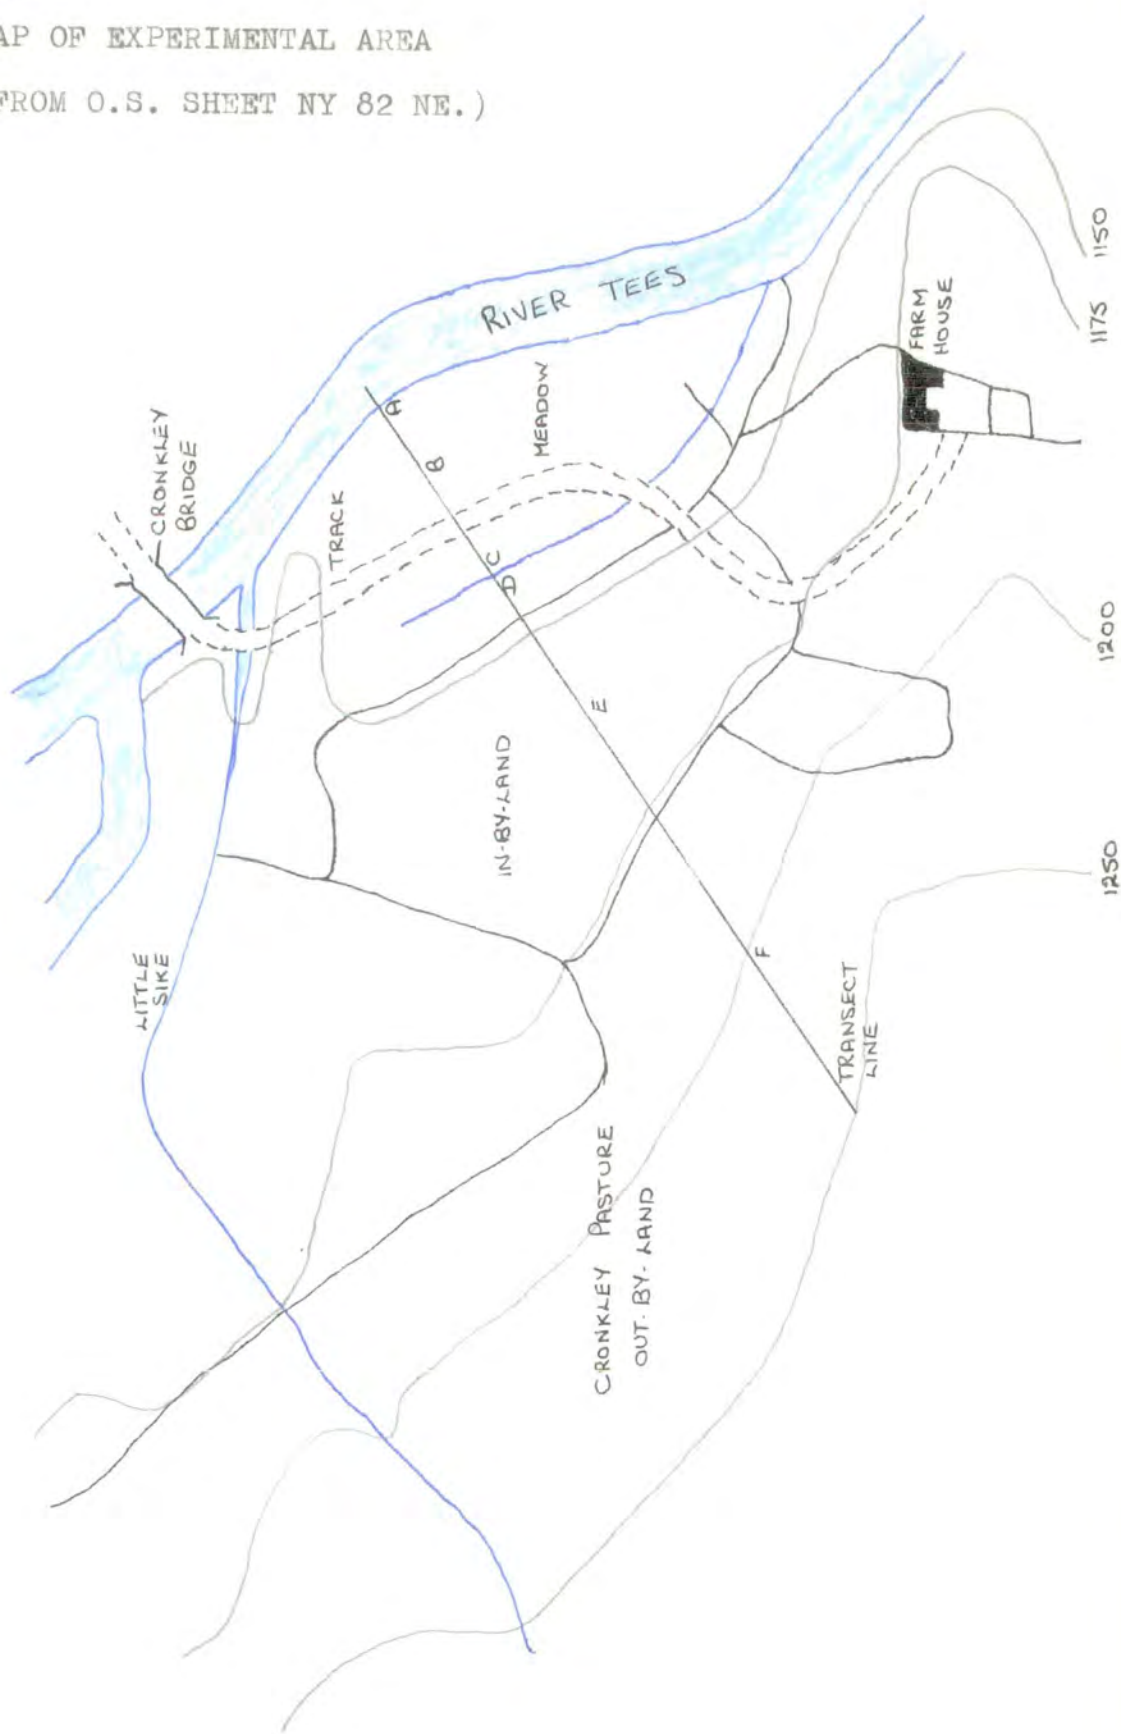 AP OF EXPERIMENTAL AREA
FROM O.S. SHEET NY 82 NE.)
CRONKLEY
BRIDGE
RIVER TEES
TRACK
MEADOW
FARM
HOUSE
1150
1175
A
B
C
D
E
F
IN-BY-LAND
1200
1250
LITTLE
SIKE
TRANSECT
LINE
CRONKLEY PASTURE
OUT-BY-LAND